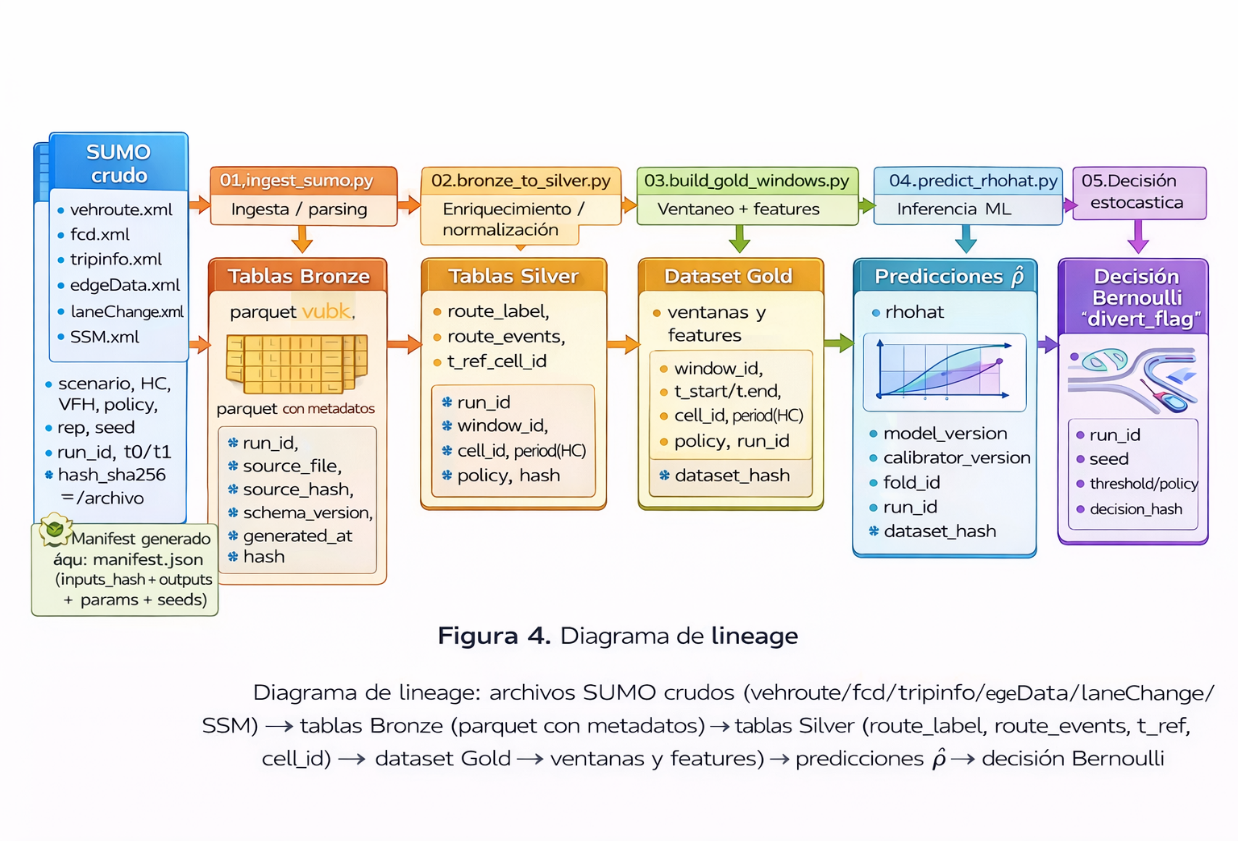 SUMO
crudo
vehroute.xml
fcd.xml
tripinfo.xml
edgeData.xml
laneChange.xml
SSM.xml
scenario, HC,
VFH, policy,
rep, seed
run_id, t0/t1
hash_sha256
=/archivo
Manifest generado
áqu: manifest.json
(inputs_hash + outputs
+ params + seeds)
01,ingest_sumo.py
Ingesta / parsing
Tablas Bronze
parquet vubk.
parquet con metadatos
run_id,
source_file,
source_hash,
schema_version,
generated_at
hash
02.bronze_to_silver.py
Enriquecimiento /
normalización
Tablas Silver
route_label,
route_events,
t_ref_cell_id
run_id
window_id,
cell_id, period(HC)
policy, hash
03.build_gold_windows.py
Ventaneo + features
Dataset Gold
ventanas y
features
window_id,
t_start/t.end,
cell_id, period(HC)
policy, run_id
dataset_hash
04.predict_rhohat.py
Inferencia ML
Predicciones ρ̂
rhohat
model_version
calibrator_version
fold_id
run_id
dataset_hash
05.Decisión
estocastica
Decisión
Bernoulli
“divert_flag”
run_id
seed
threshold/policy
decision_hash
Figura 4. Diagrama de lineage
Diagrama de lineage: archivos SUMO crudos (vehroute/fcd/tripinfo/egeData/laneChange/
SSM) → tablas Bronze (parquet con metadatos) → tablas Silver (route_label, route_events, t_ref,
cell_id) → dataset Gold → ventanas y features) → predicciones ρ̂ → decisión Bernoulli